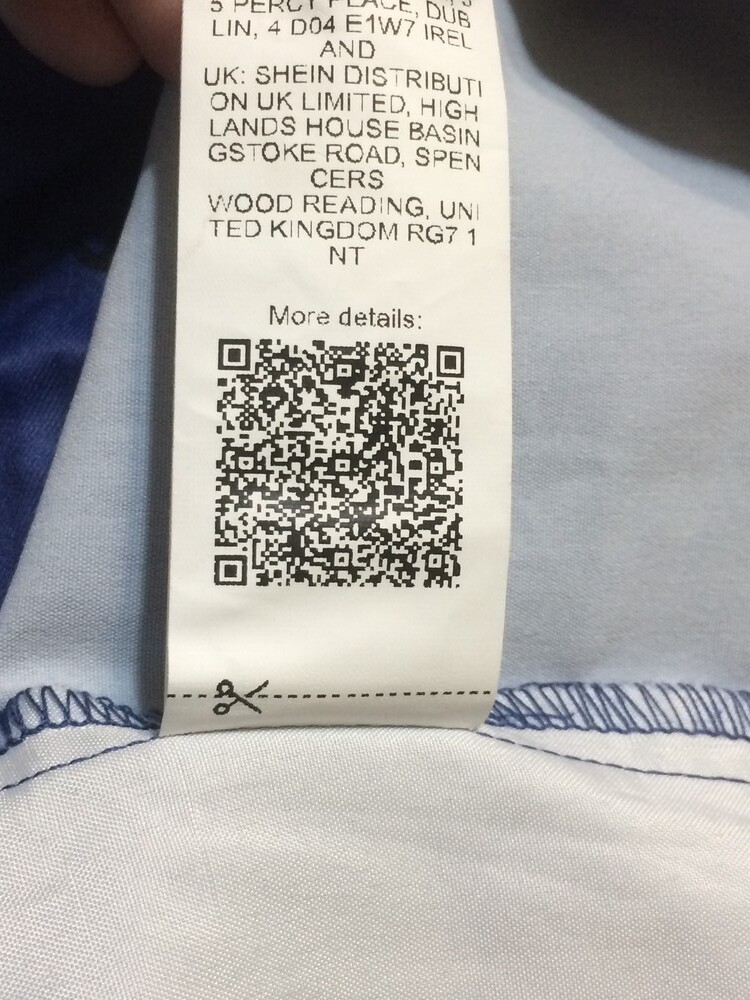 5 PERCY PLACE, DUB
LIN, 4 D04 E1W7 IREL
AND
UK: SHEIN DISTRIBUTI
ON UK LIMITED, HIGH
LANDS HOUSE BASIN
GSTOKE ROAD, SPEN
CERS
WOOD READING, UNI
TED KINGDOM RG7 1
NT
More details: